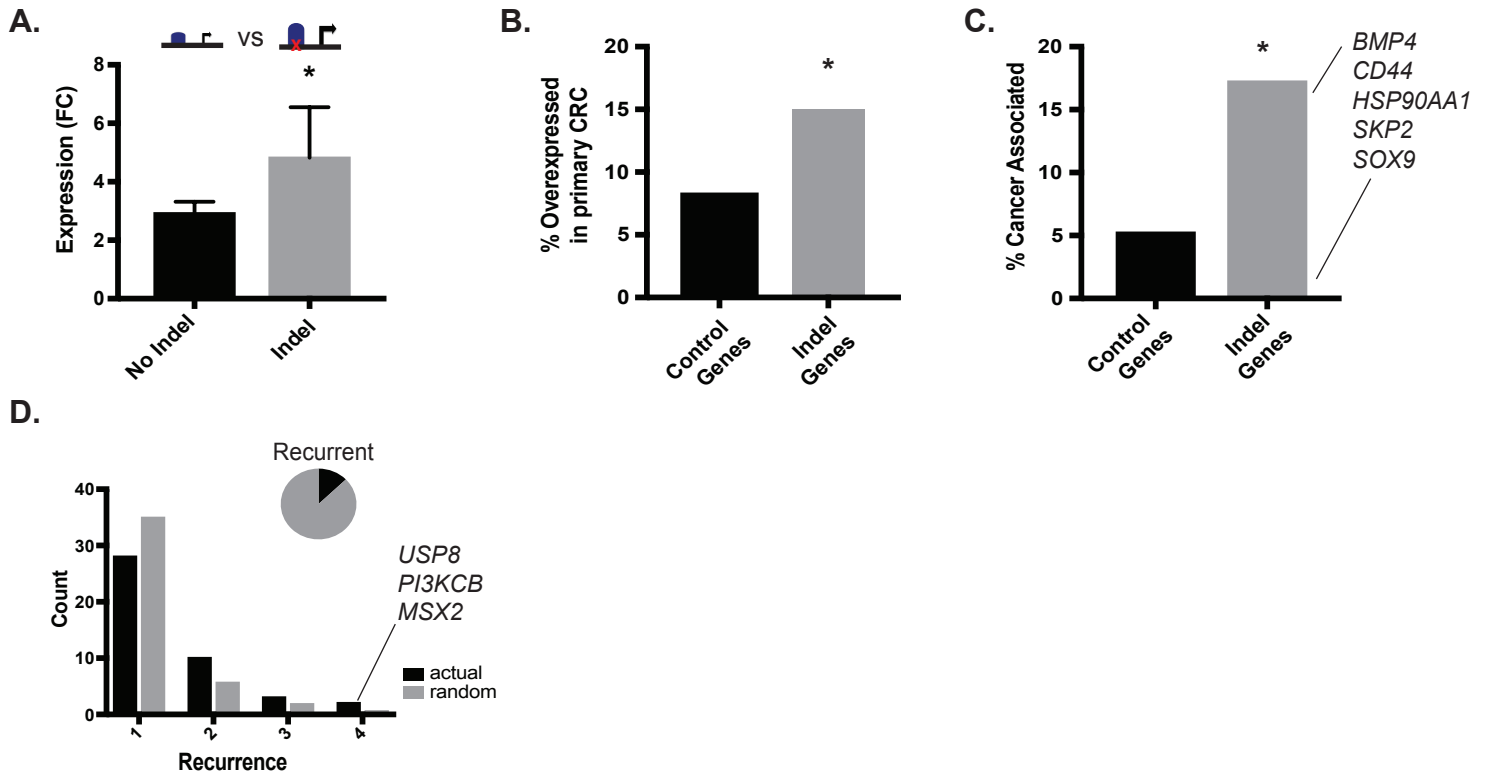 A.
vs
x
*
Expression (FC)
8
6
4
2
0
No Indel
Indel
B.
% Overexpressed
in primary CRC
20
15
10
5
0
*
Control
Genes
Indel
Genes
C.
% Cancer Associated
20
15
10
5
0
*
BMP4
CD44
HSP90AA1
SKP2
SOX9
Control
Genes
Indel
Genes
D.
Recurrent
Count
40
30
20
10
0
USP8
PI3KCB
MSX2
actual
random
1
2
3
4
Recurrence